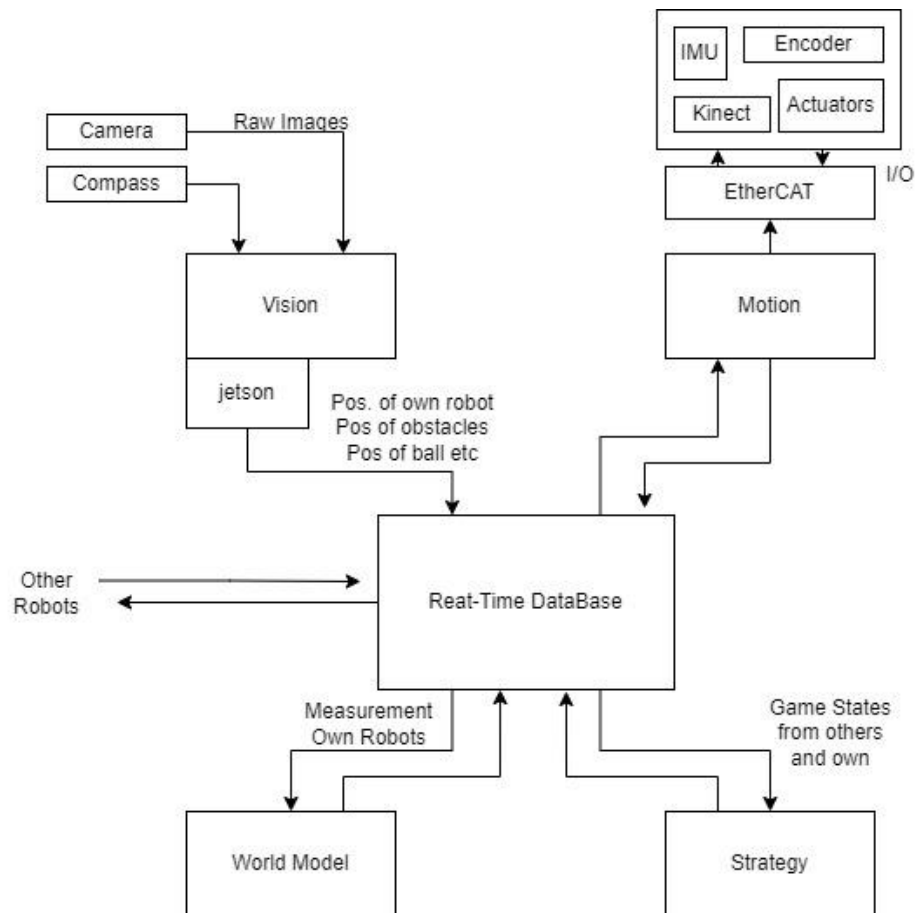 IMU
Encoder
Kinect
Actuators
Camera
Raw Images
Compass
EtherCAT
I/O
Vision
Motion
jetson
Pos. of own robot
Pos of obstacles
Pos of ball etc
Other
Robots
Reat-Time DataBase
Measurement
Own Robots
Game States
from others
and own
World Model
Strategy